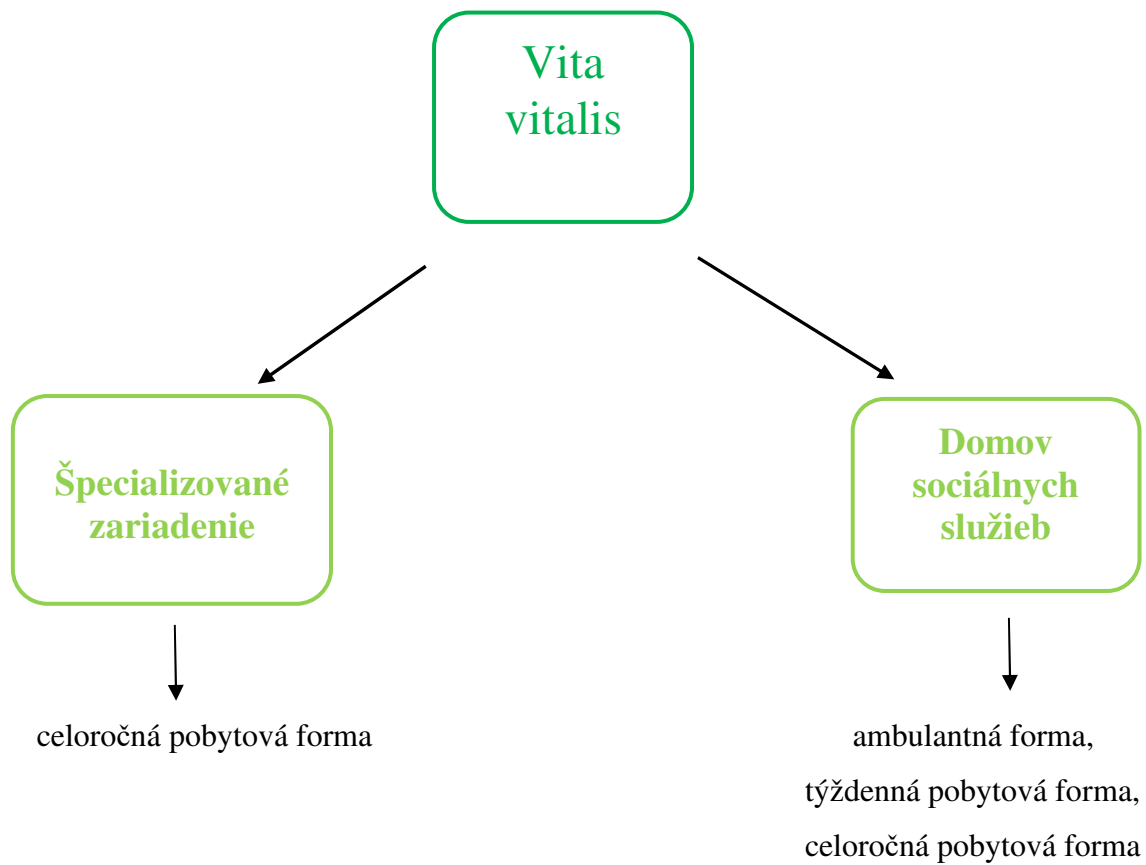 Vita
vitalis
Špecializované
zariadenie
Domov
sociálnych
služieb
celoročná pobytová forma
ambulantná forma,
týždenná pobytová forma,
celoročná pobytová forma